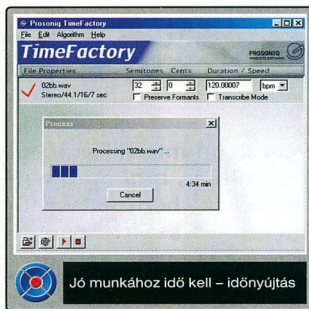 Prosoniq TimeFactory
File Edit Algorithm Help
TimeFactory
PROSONIQ
File Properties Semitones Cents Duration / Speed
02bb.wav 32 0 120.00007 bpm
Stereo/44.1/16/7 sec Preserve Formants Transcribe Mode
Process
Processing "02bb.wav" ...
4:34 min
Cancel
Jó munkához idő kell – időnyújtás